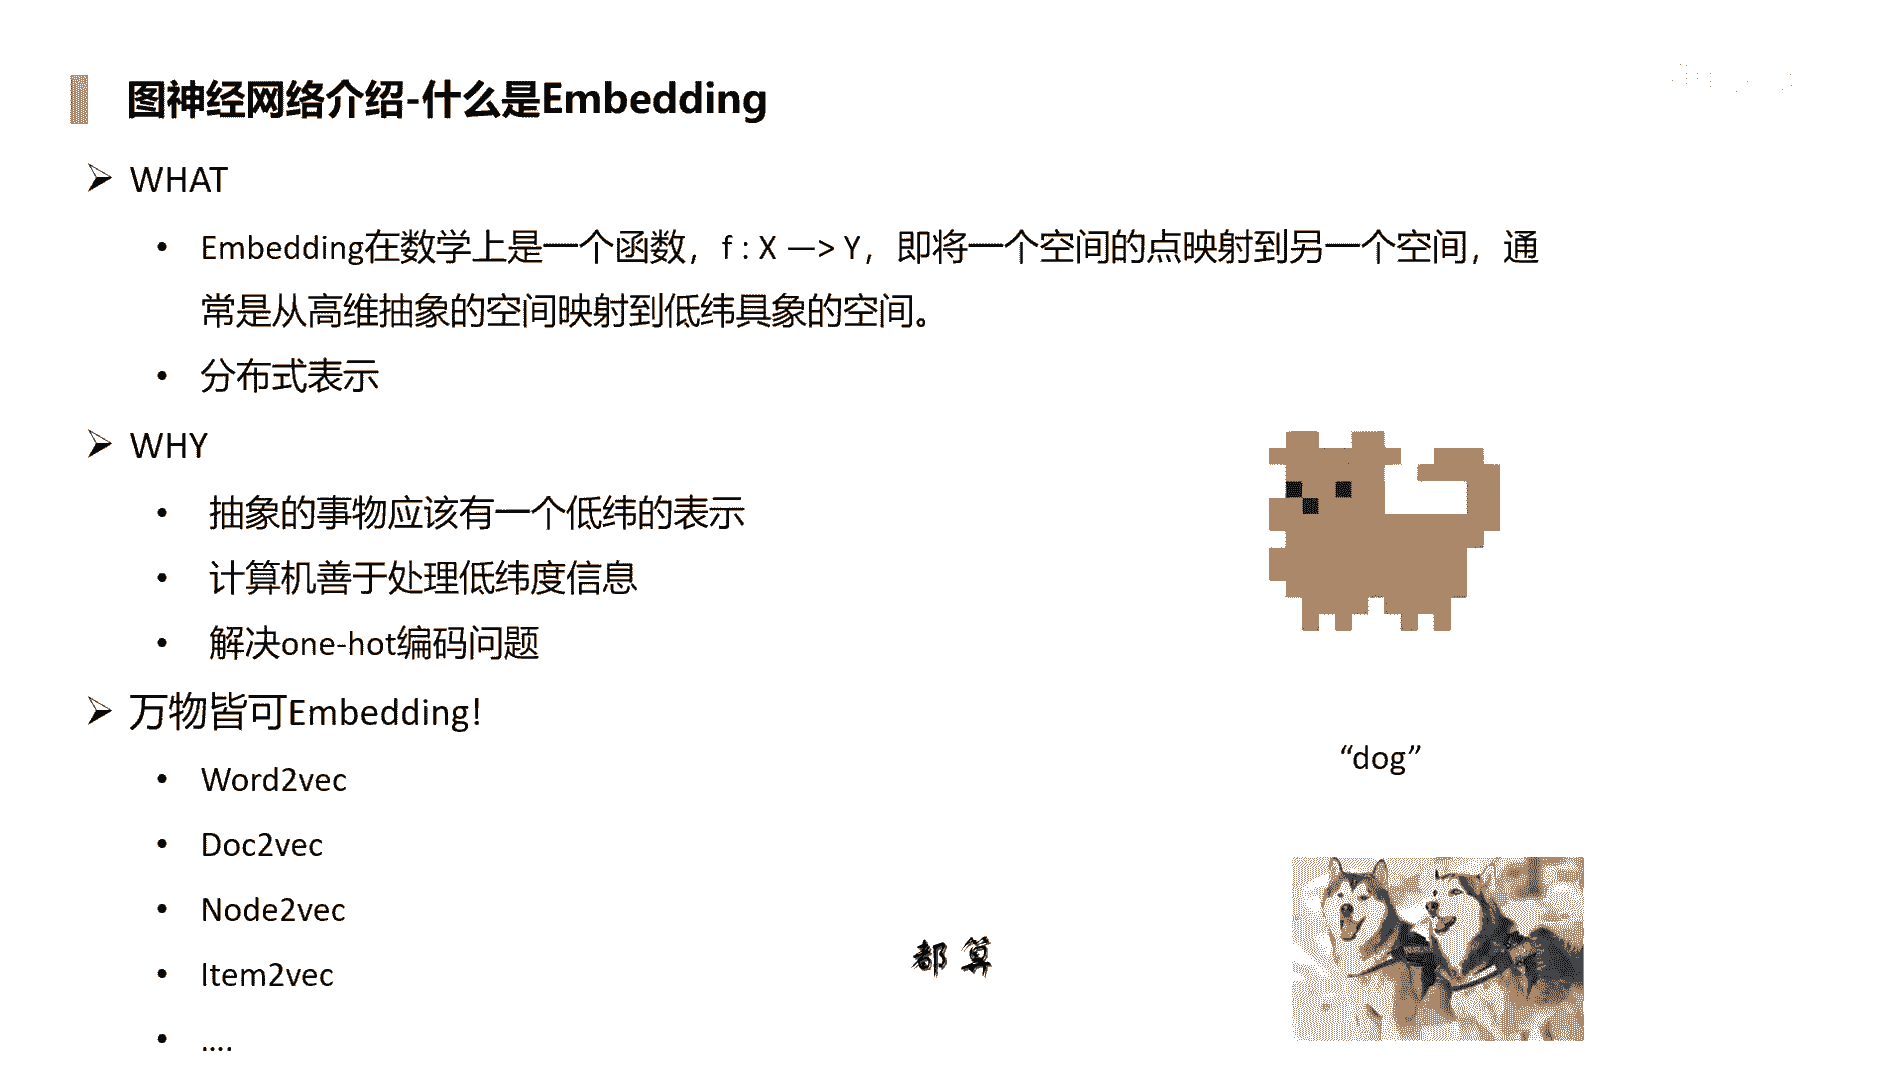 图神经网络介绍-什么是Embedding
WHAT
Embedding在数学上是一个函数，f : X —> Y，即将一个空间的点映射到另一个空间，通
常是从高维抽象的空间映射到低纬具象的空间。
分布式表示
WHY
抽象的事物应该有一个低纬的表示
计算机善于处理低纬度信息
解决one-hot编码问题
万物皆可Embedding!
Word2vec
Doc2vec
Node2vec
Item2vec
....
“dog”
都 算